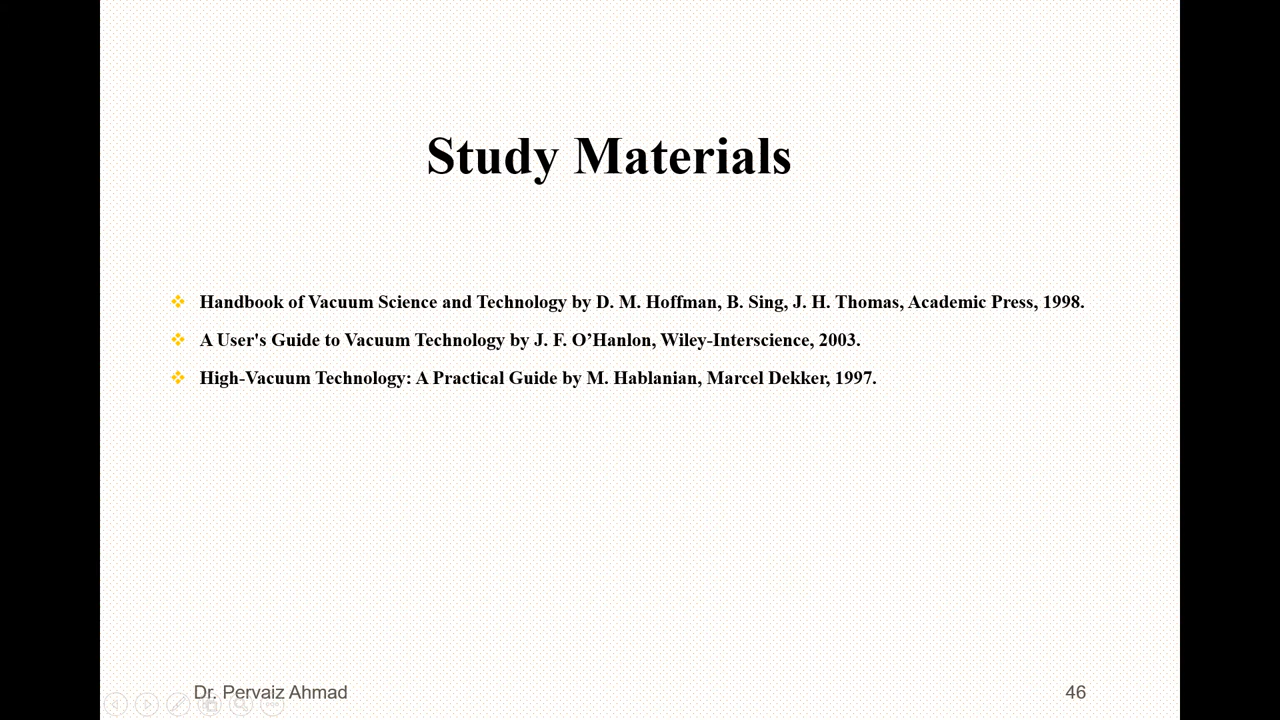 Study Materials
Handbook of Vacuum Science and Technology by D. M. Hoffman, B. Sing, J. H. Thomas, Academic Press, 1998.
A User's Guide to Vacuum Technology by J. F. O’Hanlon, Wiley-Interscience, 2003.
High-Vacuum Technology: A Practical Guide by M. Hablanian, Marcel Dekker, 1997.
Dr. Pervaiz Ahmad
46